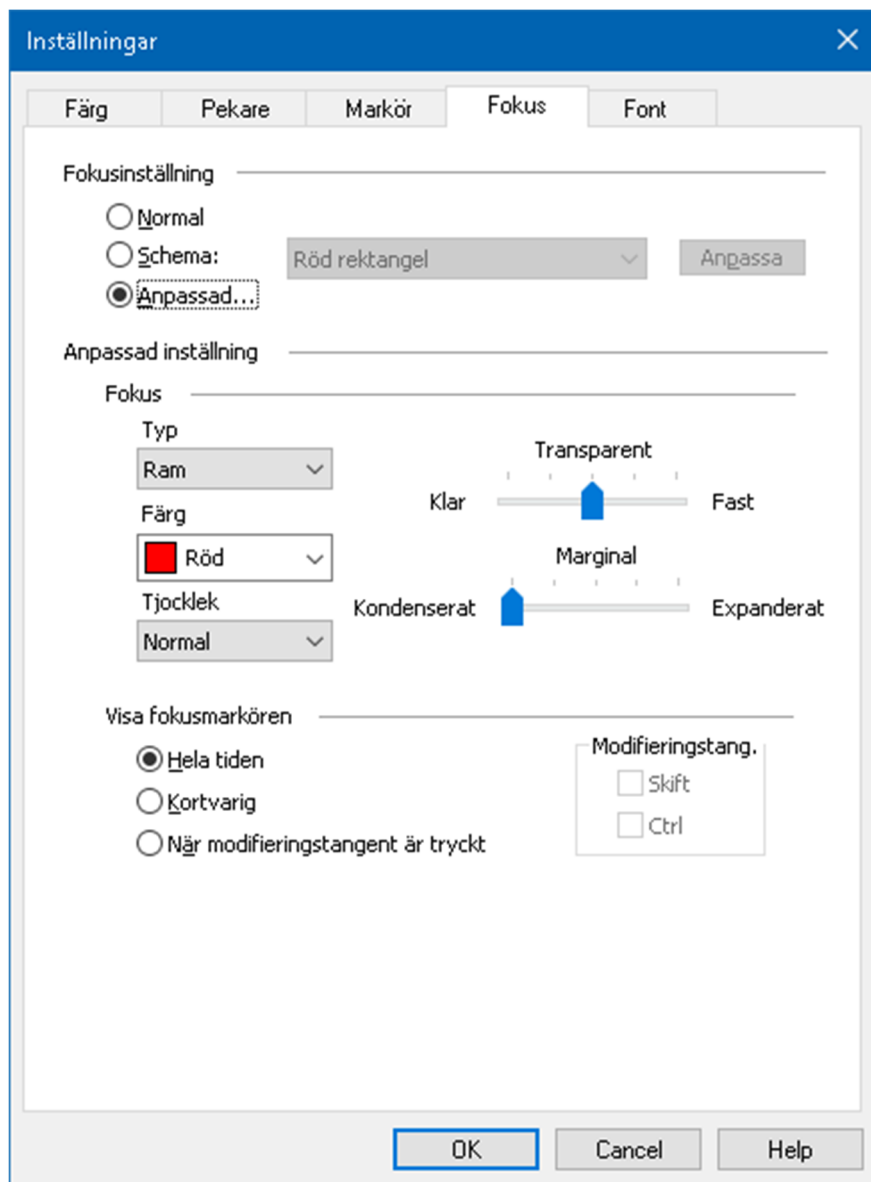 Inställningar
Färg Pekare Markör Fokus Font
Fokusinställning
Normal
Schema: Röd rektangel Anpassa
Anpassad...
Anpassad inställning
Fokus
Typ
Ram
Transparent
Klar Fast
Färg
Röd
Marginal
Kondenserat Expanderat
Tjocklek
Normal
Visa fokusmarkören
Hela tiden
Kortvarig
När modifieringstangent är tryckt
Modifieringstang.
Skift
Ctrl
OK Cancel Help